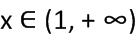 x ∈ (1, + ∞)